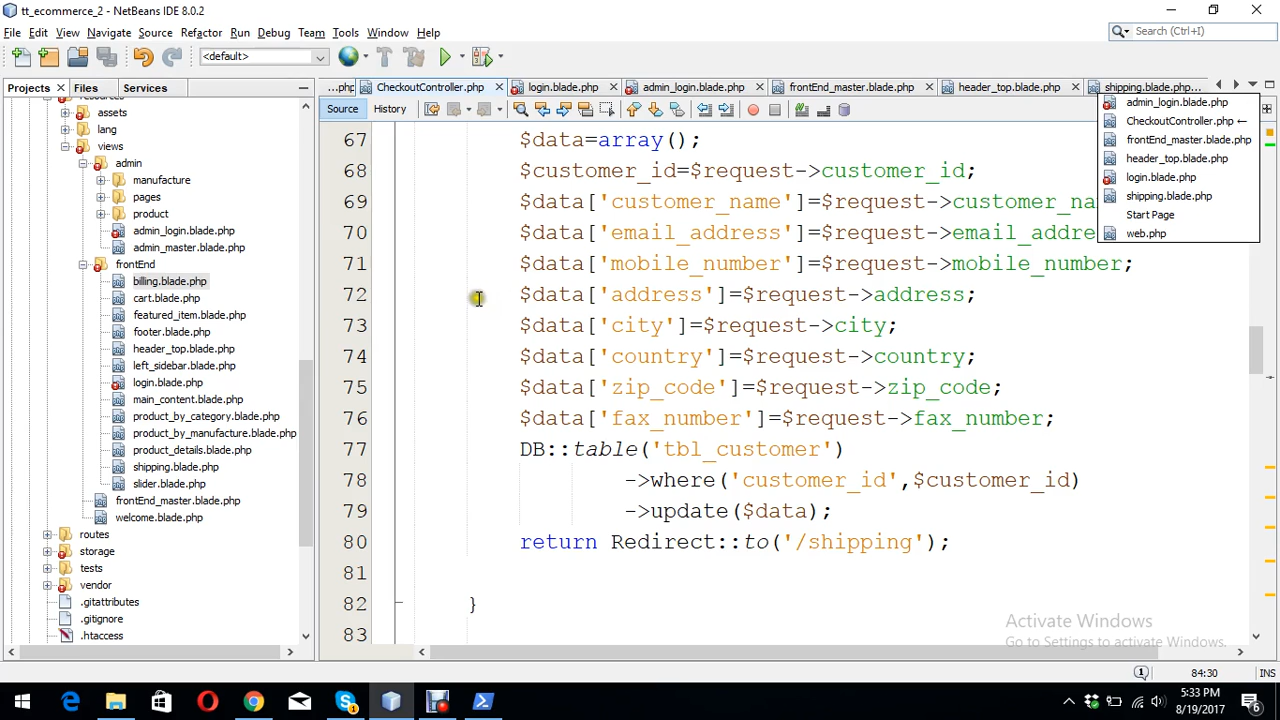 tt_ecommerce_2 - NetBeans IDE 8.0.2
File Edit View Navigate Source Refactor Run Debug Team Tools Window Help
Search (Ctrl+I)
<default>
Projects Files Services
...php CheckoutController.php login.blade.php admin_login.blade.php frontEnd_master.blade.php header_top.blade.php shipping.blade.php...
Source History
resources
assets
lang
views
admin
manufacture
pages
product
admin_login.blade.php
admin_master.blade.php
frontEnd
billing.blade.php
cart.blade.php
featured_item.blade.php
footer.blade.php
header_top.blade.php
left_sidebar.blade.php
login.blade.php
main_content.blade.php
product_by_category.blade.php
product_by_manufacture.blade.php
product_details.blade.php
shipping.blade.php
slider.blade.php
frontEnd_master.blade.php
welcome.blade.php
routes
storage
tests
vendor
.gitattributes
.gitignore
.htaccess
67 $data=array();
68 $customer_id=$request->customer_id;
69 $data['customer_name']=$request->customer_na
70 $data['email_address']=$request->email_addre
71 $data['mobile_number']=$request->mobile_number;
72 $data['address']=$request->address;
73 $data['city']=$request->city;
74 $data['country']=$request->country;
75 $data['zip_code']=$request->zip_code;
76 $data['fax_number']=$request->fax_number;
77 DB::table('tbl_customer')
78 ->where('customer_id',$customer_id)
79 ->update($data);
80 return Redirect::to('/shipping');
81
82 }
83
admin_login.blade.php
CheckoutController.php ←
frontEnd_master.blade.php
header_top.blade.php
login.blade.php
shipping.blade.php
Start Page
web.php
Activate Windows
Go to Settings to activate Windows.
1 84:30 INS
5:33 PM
8/19/2017
6